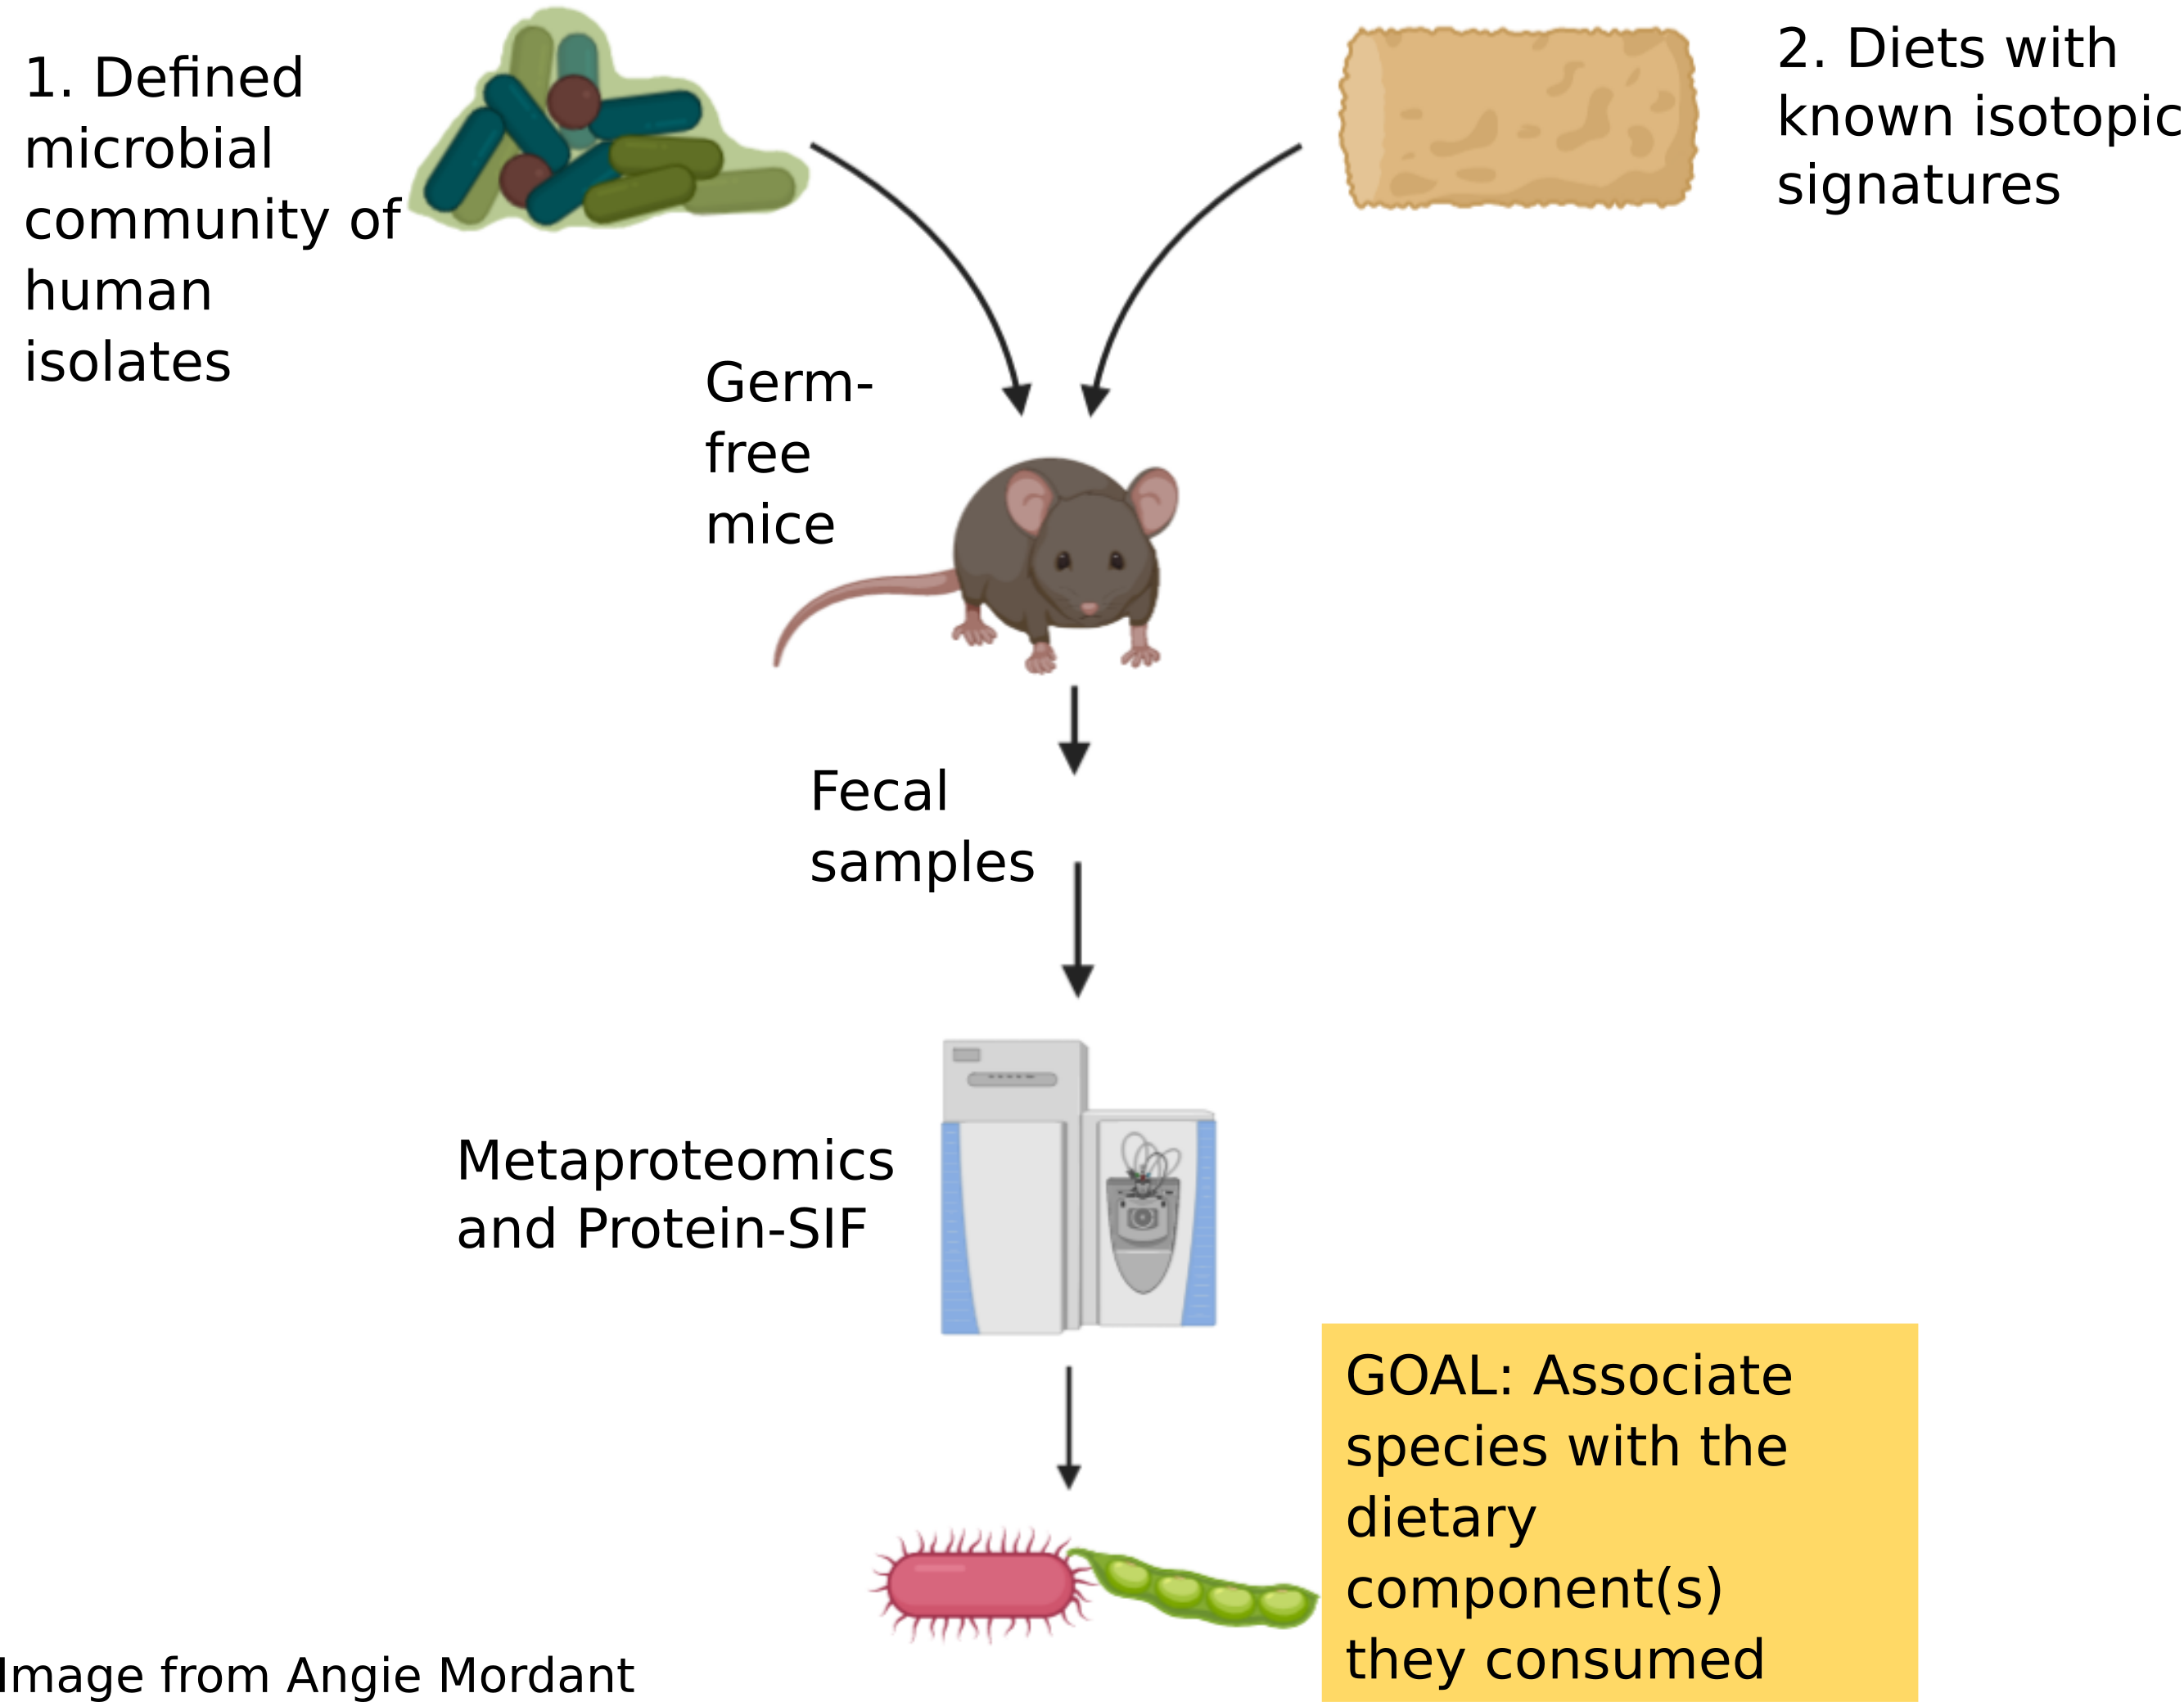 1. Defined
microbial
community of
human
isolates
2. Diets with
known isotopic
signatures
Germ-
free
mice
Fecal
samples
Metaproteomics
and Protein-SIF
GOAL: Associate
species with the
dietary
component(s)
they consumed
Image from Angie Mordant